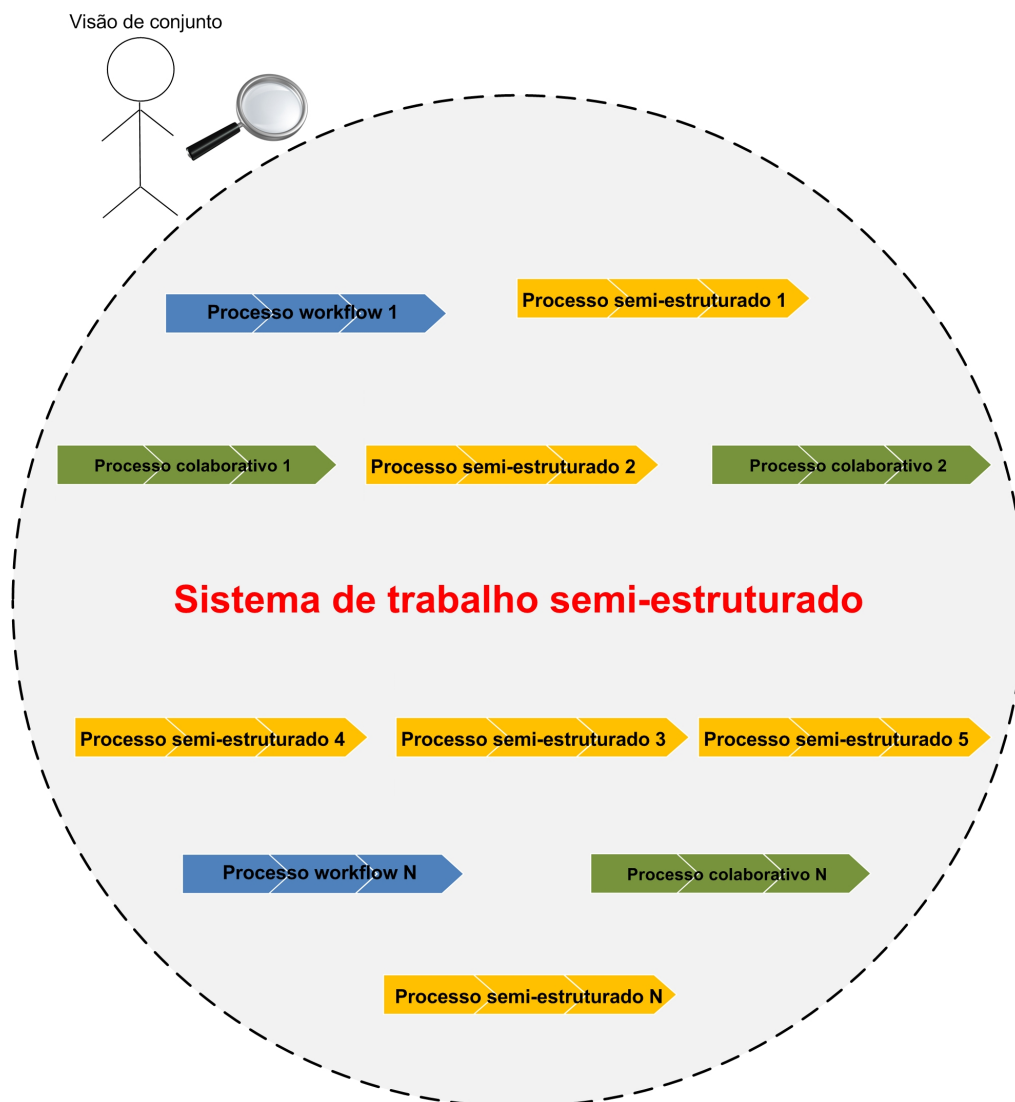 Visão de conjunto
Processo workflow 1
Processo semi-estruturado 1
Processo colaborativo 1
Processo semi-estruturado 2
Processo colaborativo 2
Sistema de trabalho semi-estruturado
Processo semi-estruturado 4
Processo semi-estruturado 3
Processo semi-estruturado 5
Processo workflow N
Processo colaborativo N
Processo semi-estruturado N